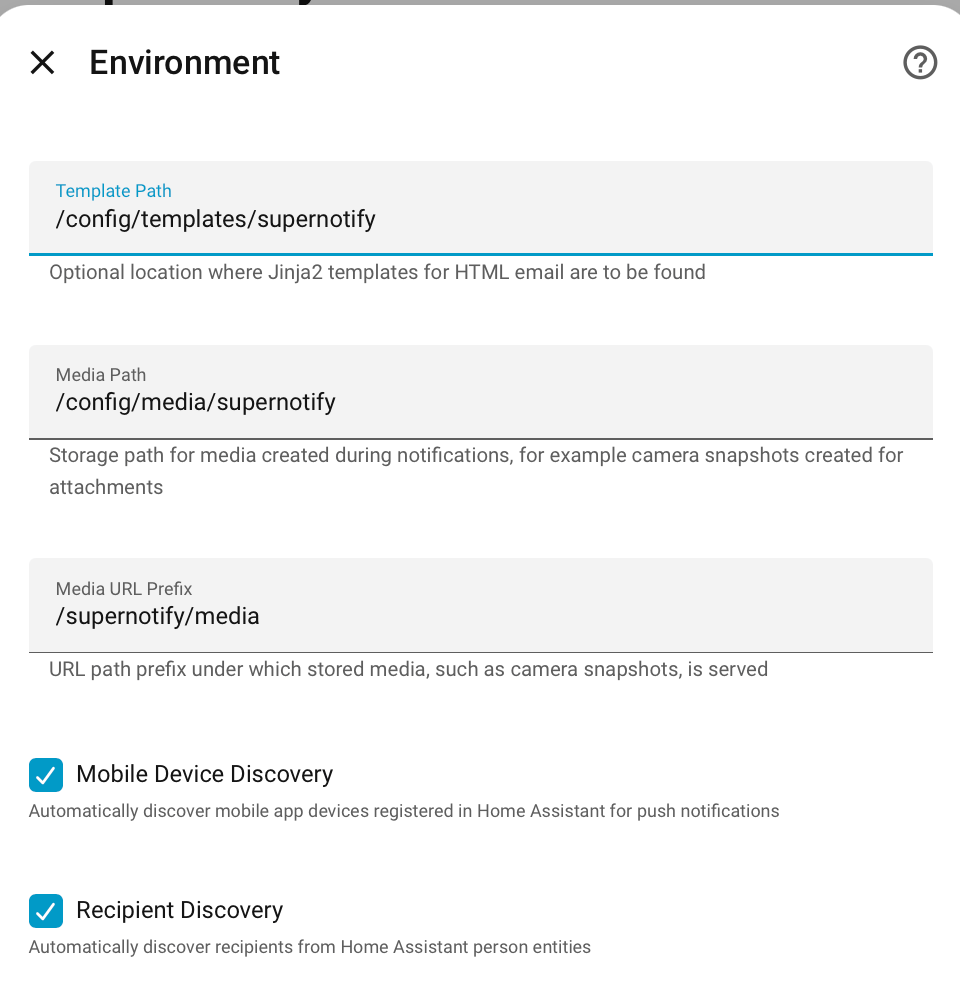 Environment
Template Path
/config/templates/supernotify
Optional location where Jinja2 templates for HTML email are to be found
Media Path
/config/media/supernotify
Storage path for media created during notifications, for example camera snapshots created for
attachments
Media URL Prefix
/supernotify/media
URL path prefix under which stored media, such as camera snapshots, is served
Mobile Device Discovery
Automatically discover mobile app devices registered in Home Assistant for push notifications
Recipient Discovery
Automatically discover recipients from Home Assistant person entities